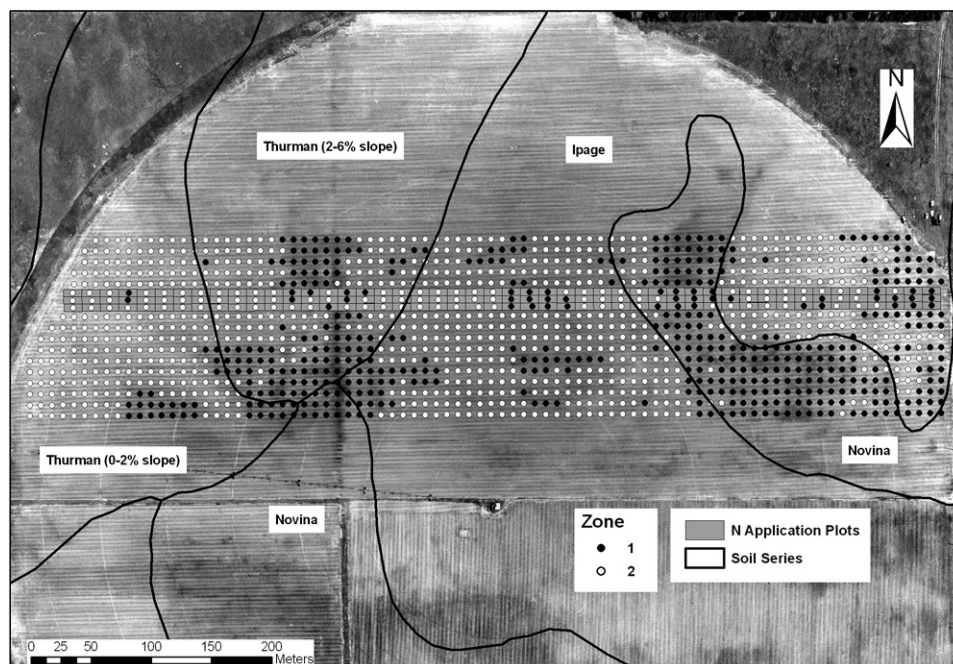 N
Thurman (2-6% slope)
Ipage
Thurman (0-2% slope)
Novina
Novina
Zone
1
2
N Application Plots
Soil Series
0 25 50 100 150 200
Meters